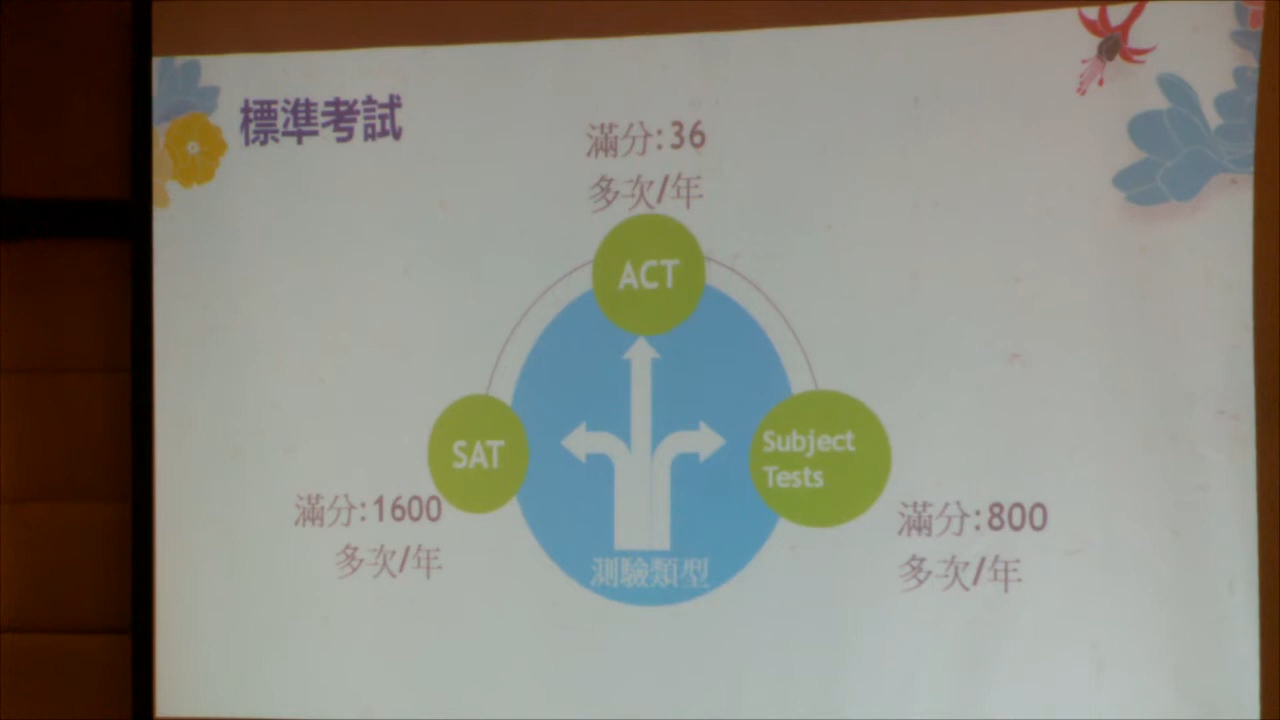 標準考試
滿分:36
多次/年
ACT
SAT
滿分:1600
多次/年
Subject
Tests
滿分:800
多次/年
測驗類型